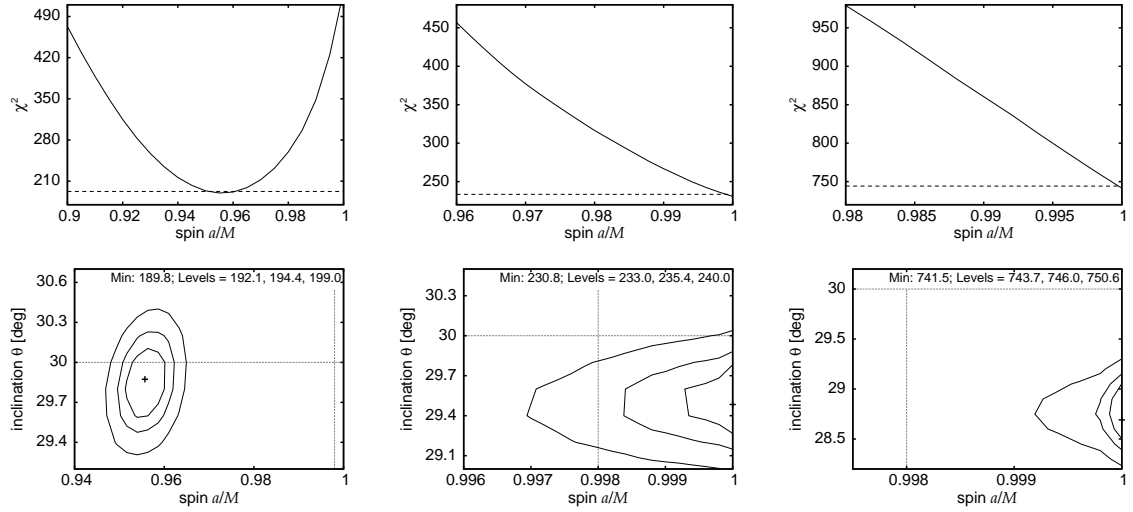 490
420
350
280
210
χ²
0.9 0.92 0.94 0.96 0.98 1
spin a/M
450
400
350
300
250
χ²
0.96 0.97 0.98 0.99 1
spin a/M
950
900
850
800
750
χ²
0.98 0.985 0.99 0.995 1
spin a/M
Min: 189.8; Levels = 192.1, 194.4, 199.0
30.6
30.3
30
29.7
29.4
inclination θ [deg]
0.94 0.96 0.98 1
spin a/M
Min: 230.8; Levels = 233.0, 235.4, 240.0
30.3
30
29.7
29.4
29.1
inclination θ [deg]
0.996 0.997 0.998 0.999 1
spin a/M
Min: 741.5; Levels = 743.7, 746.0, 750.6
30
29.5
29
28.5
inclination θ [deg]
0.998 0.999 1
spin a/M